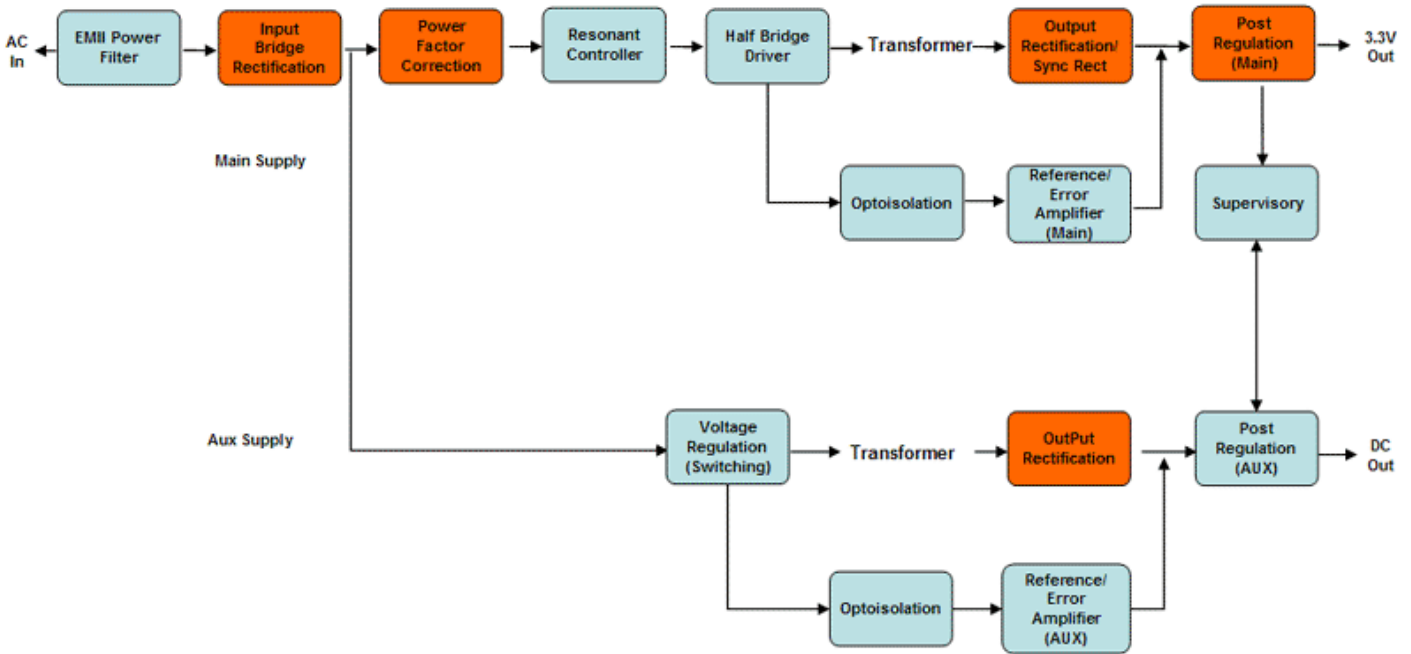 AC
In
EMII Power
Filter
Input
Bridge
Rectification
Power
Factor
Correction
Resonant
Controller
Half Bridge
Driver
Transformer
Output
Rectification/
Sync Rect
Post
Regulation
(Main)
3.3V
Out
Main Supply
Optoisolation
Reference/
Error
Amplifier
(Main)
Supervisory
Aux Supply
Voltage
Regulation
(Switching)
Transformer
OutPut
Rectification
Post
Regulation
(AUX)
DC
Out
Optoisolation
Reference/
Error
Amplifier
(AUX)